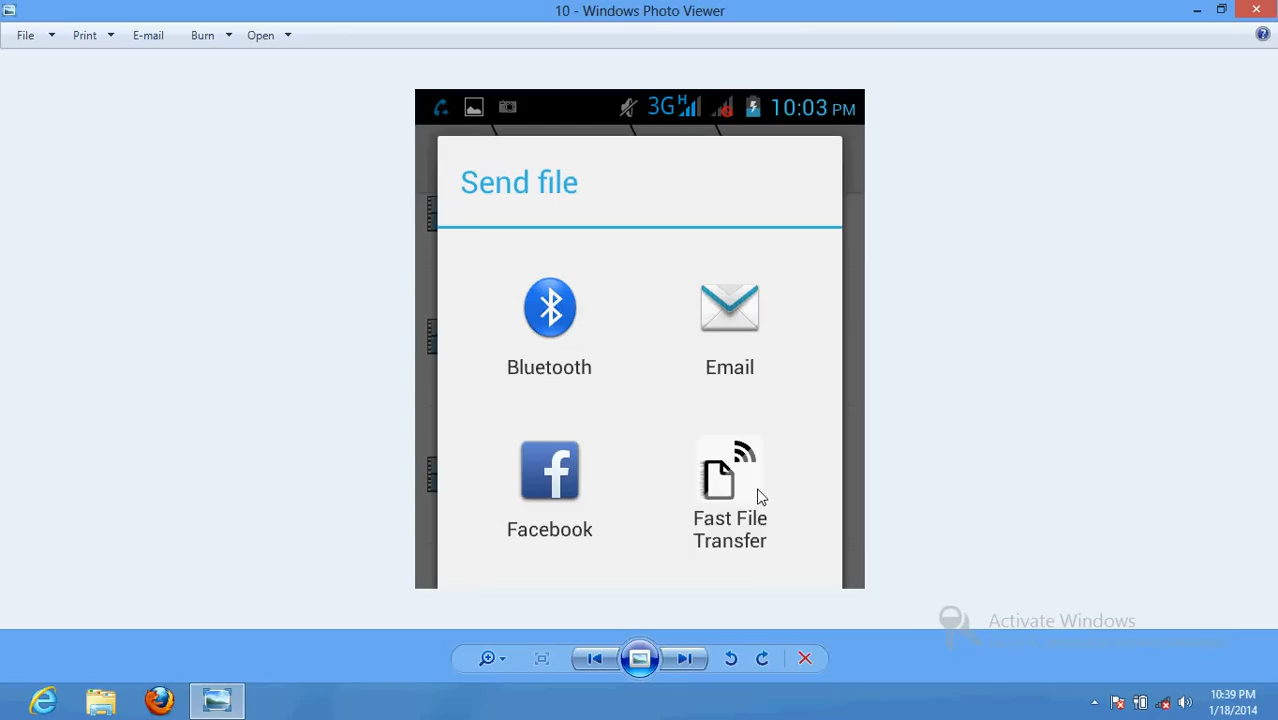 10 - Windows Photo Viewer
File Print E-mail Burn Open
3G H 10:03 PM
Send file
Bluetooth Email
Facebook Fast File
Transfer
Activate Windows
10:39 PM
1/18/2014